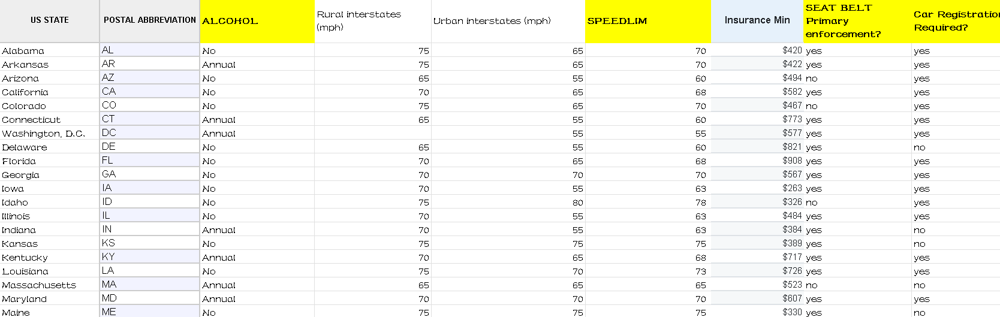 US STATE POSTAL ABBREVIATION ALCOHOL Rural interstates (mph) Urban interstates (mph) SPEEDLIM Insurance Min SEAT BELT Primary enforcement? Car Registration Required?
Alabama AL No 75 65 70 $420 yes yes
Arkansas AR Annual 75 65 70 $422 yes yes
Arizona AZ No 65 55 60 $494 no yes
California CA No 70 65 68 $582 yes yes
Colorado CO No 75 65 70 $467 no yes
Connecticut CT Annual 65 55 60 $773 yes yes
Washington, D.C. DC Annual 55 55 $577 yes yes
Delaware DE No 65 55 60 $821 yes no
Florida FL No 70 65 68 $908 yes yes
Georgia GA No 70 70 70 $567 yes yes
Iowa IA No 70 55 63 $263 yes yes
Idaho ID No 75 80 78 $326 no yes
Illinois IL No 70 55 63 $484 yes yes
Indiana IN Annual 70 55 63 $384 yes no
Kansas KS No 75 75 75 $389 yes no
Kentucky KY Annual 70 65 68 $717 yes yes
Louisiana LA No 75 70 73 $726 yes yes
Massachusetts MA Annual 65 65 65 $523 no no
Maryland MD Annual 70 70 70 $607 yes yes
Maine ME No 75 75 75 $330 yes no